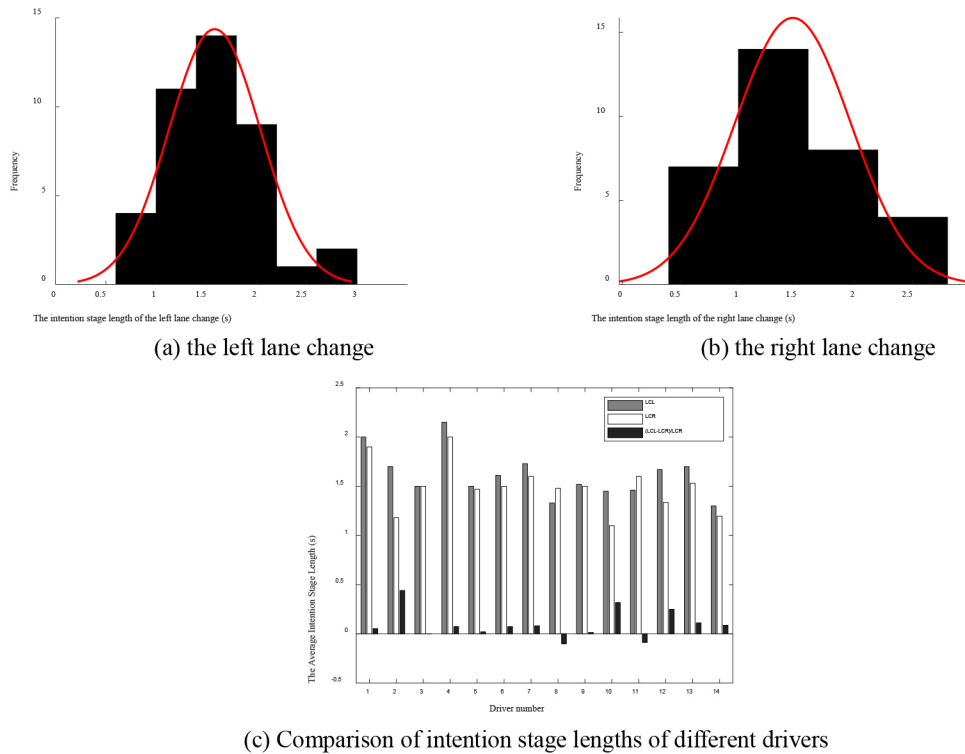 15
10
5
0
Frequency
0 0.5 1 1.5 2 2.5 3
The intention stage length of the left lane change (s)
(a) the left lane change
15
10
5
0
Frequency
0 0.5 1 1.5 2 2.5
The intention stage length of the right lane change (s)
(b) the right lane change
2.5
2
1.5
1
0.5
0
-0.5
The Average Intention Stage Length (s)
LCL
LCR
(LCL-LCR)/LCR
1 2 3 4 5 6 7 8 9 10 11 12 13 14
Driver number
(c) Comparison of intention stage lengths of different drivers